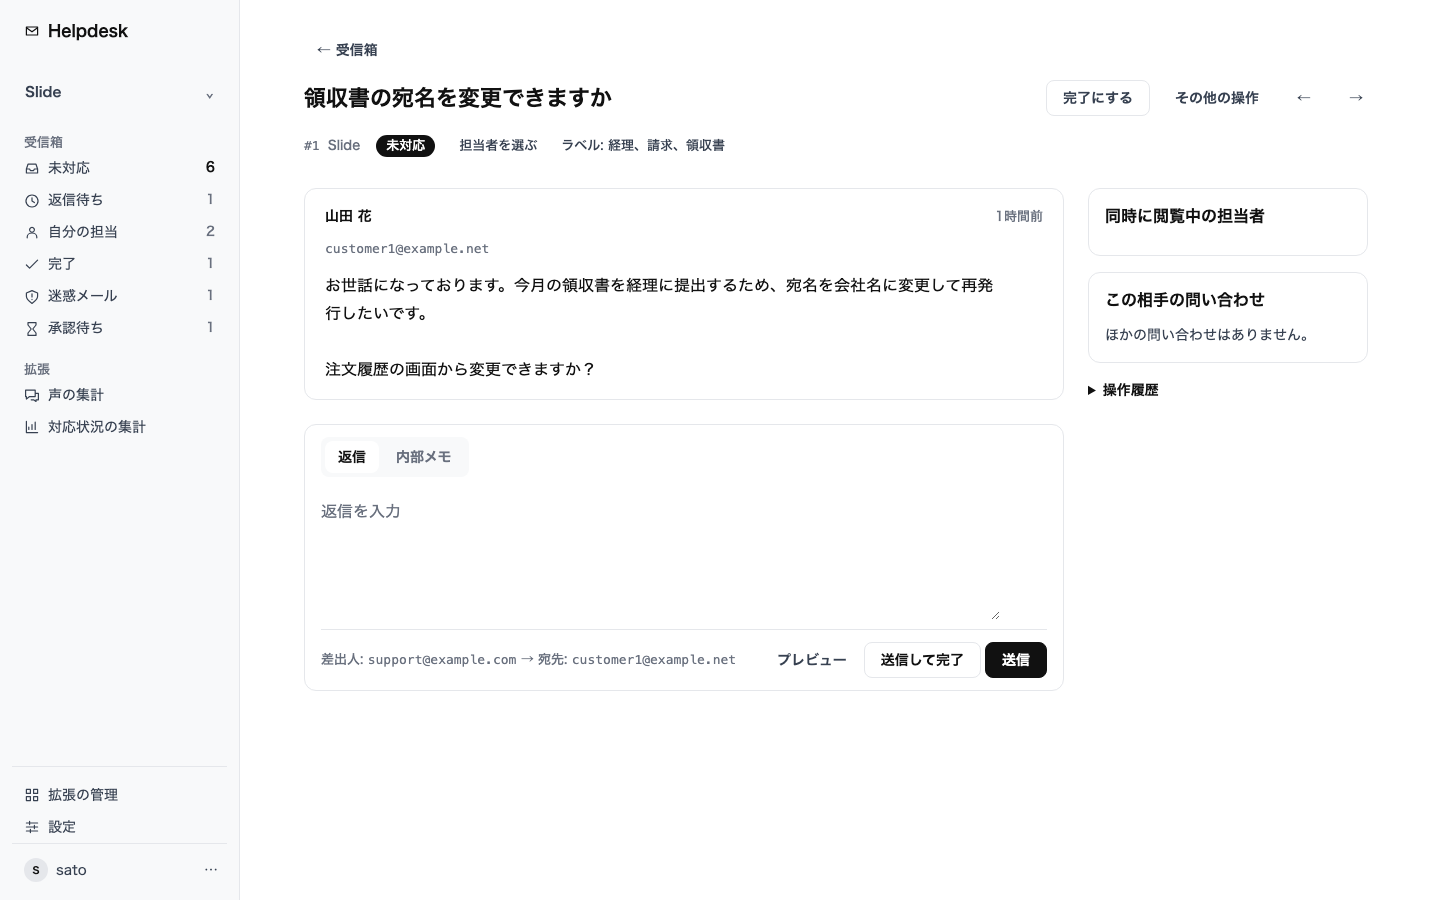 Helpdesk
Slide
受信箱
未対応 6
返信待ち 1
自分の担当 2
完了 1
迷惑メール 1
承認待ち 1
拡張
声の集計
対応状況の集計
拡張の管理
設定
S sato ...
← 受信箱
領収書の宛名を変更できますか
完了にする その他の操作 ← →
#1 Slide 未対応 担当者を選ぶ ラベル: 経理、請求、領収書
山田 花 1時間前
customer1@example.net
お世話になっております。今月の領収書を経理に提出するため、宛名を会社名に変更して再発
行したいです。
注文履歴の画面から変更できますか？
返信 内部メモ
返信を入力
差出人: support@example.com → 宛先: customer1@example.net プレビュー 送信して完了 送信
同時に閲覧中の担当者
この相手の問い合わせ
ほかの問い合わせはありません。
▶ 操作履歴